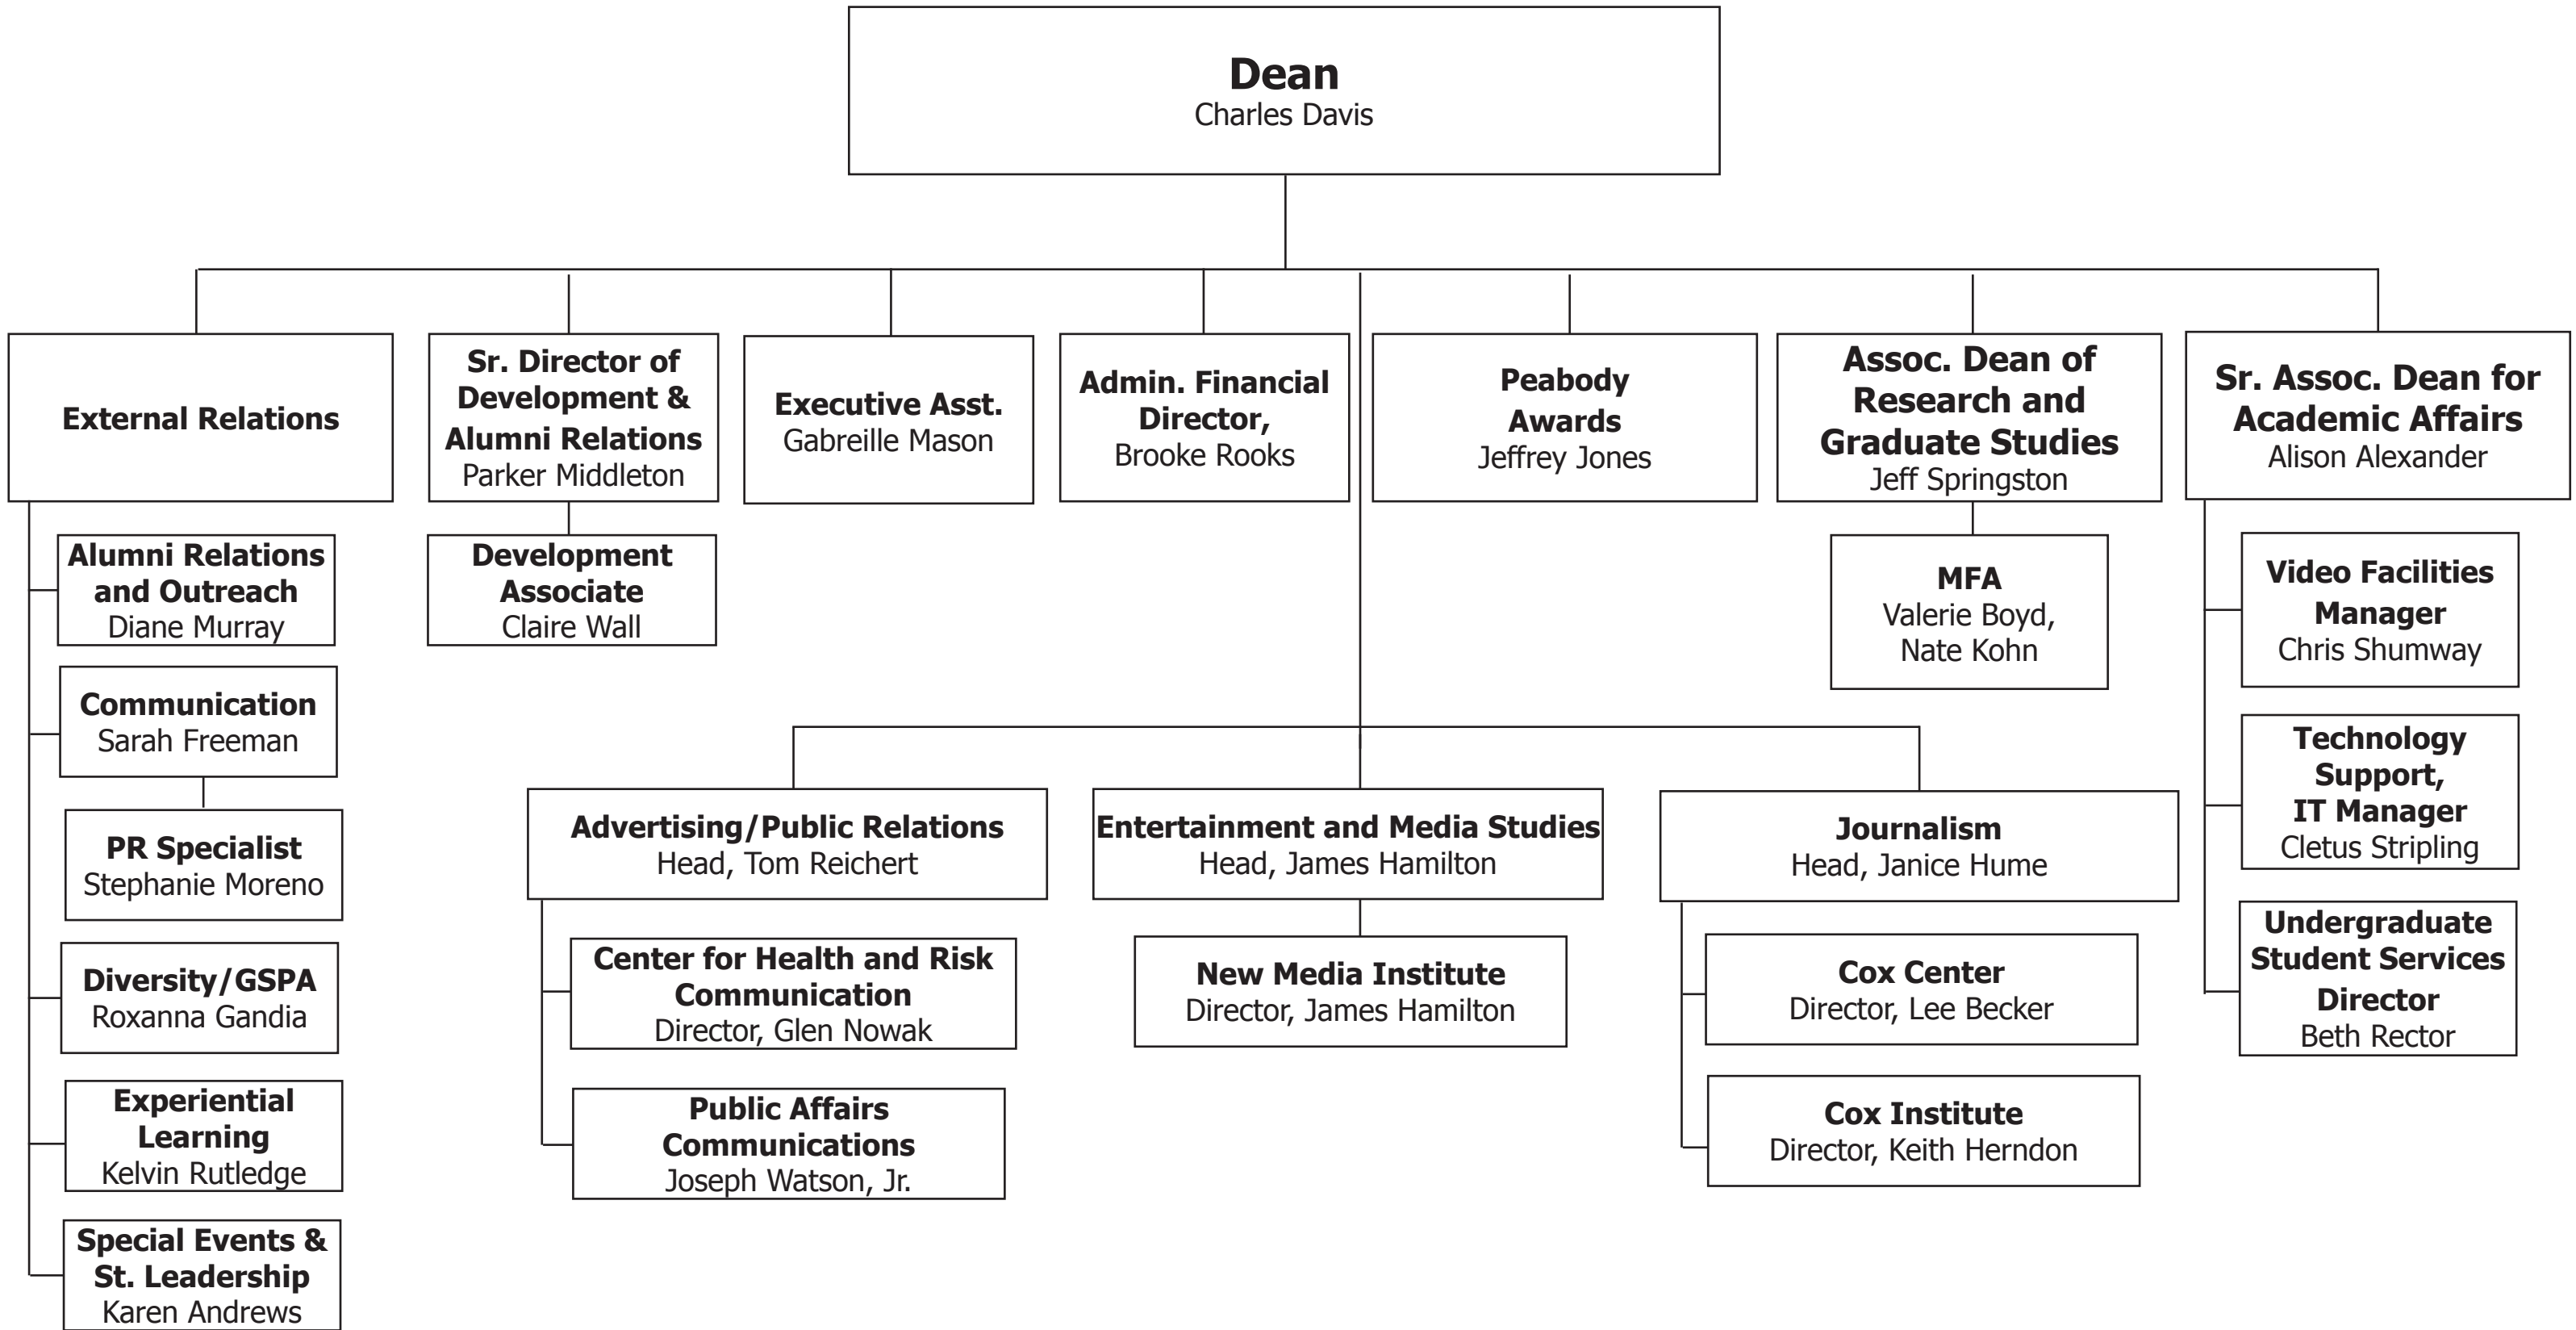 Dean
Charles Davis
External Relations
Sr. Director of
Development &
Alumni Relations
Parker Middleton
Executive Asst.
Gabreille Mason
Admin. Financial
Director,
Brooke Rooks
Peabody
Awards
Jeffrey Jones
Assoc. Dean of
Research and
Graduate Studies
Jeff Springston
Sr. Assoc. Dean for
Academic Affairs
Alison Alexander
Alumni Relations
and Outreach
Diane Murray
Communication
Sarah Freeman
PR Specialist
Stephanie Moreno
Diversity/GSPA
Roxanna Gandia
Experiential
Learning
Kelvin Rutledge
Special Events &
St. Leadership
Karen Andrews
Development
Associate
Claire Wall
Advertising/Public Relations
Head, Tom Reichert
Center for Health and Risk
Communication
Director, Glen Nowak
Public Affairs
Communications
Joseph Watson, Jr.
Entertainment and Media Studies
Head, James Hamilton
New Media Institute
Director, James Hamilton
Journalism
Head, Janice Hume
Cox Center
Director, Lee Becker
Cox Institute
Director, Keith Herndon
MFA
Valerie Boyd,
Nate Kohn
Video Facilities
Manager
Chris Shumway
Technology
Support,
IT Manager
Cletus Stripling
Undergraduate
Student Services
Director
Beth Rector